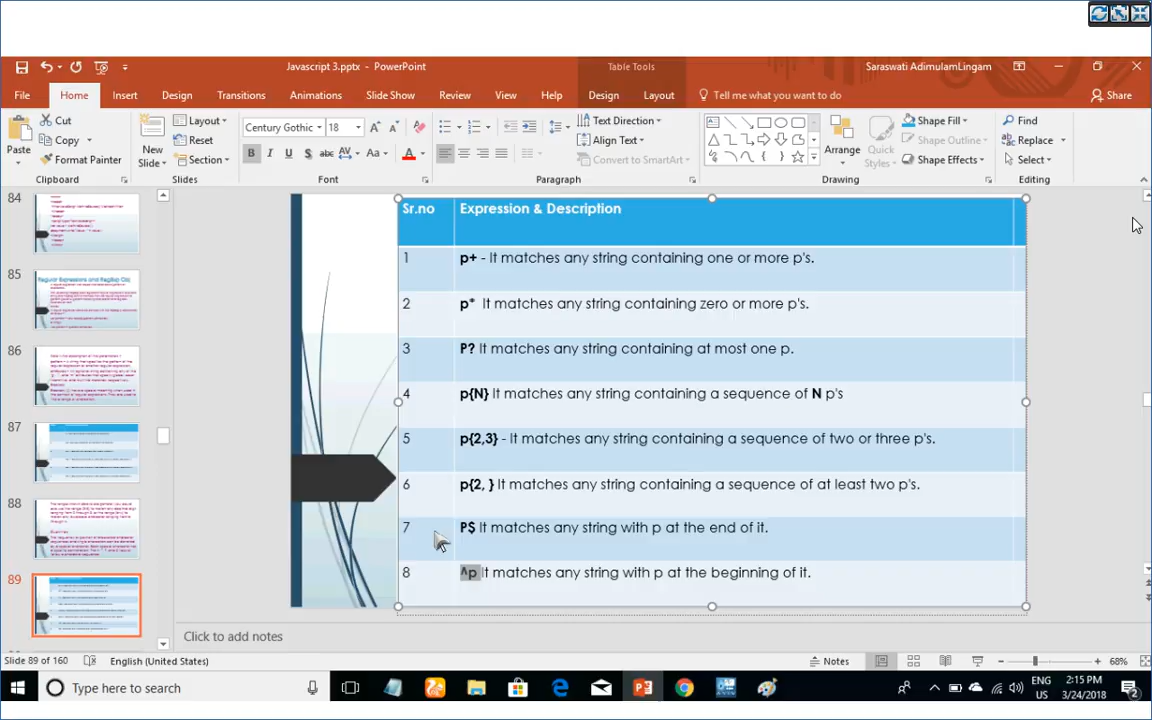 Javascript 3.pptx - PowerPoint
Table Tools
Saraswati AdimulamLingam
File Home Insert Design Transitions Animations Slide Show Review View Help Design Layout Tell me what you want to do Share
Paste
Cut
Copy
Format Painter
Clipboard
New Slide
Layout
Reset
Section
Slides
Century Gothic 18
B I U S abc AV Aa A
Font
Text Direction
Align Text
Convert to SmartArt
Paragraph
Arrange
Quick Styles
Shape Fill
Shape Outline
Shape Effects
Drawing
Find
Replace
Select
Editing
84
85
86
87
88
89
Sr.no Expression & Description
1 p+ - It matches any string containing one or more p's.
2 p* It matches any string containing zero or more p's.
3 P? It matches any string containing at most one p.
4 p{N} It matches any string containing a sequence of N p's
5 p{2,3} - It matches any string containing a sequence of two or three p's.
6 p{2, } It matches any string containing a sequence of at least two p's.
7 P$ It matches any string with p at the end of it.
8 ^p It matches any string with p at the beginning of it.
Click to add notes
Slide 89 of 160 English (United States) Notes 68%
Type here to search
ENG
US
2:15 PM
3/24/2018
2